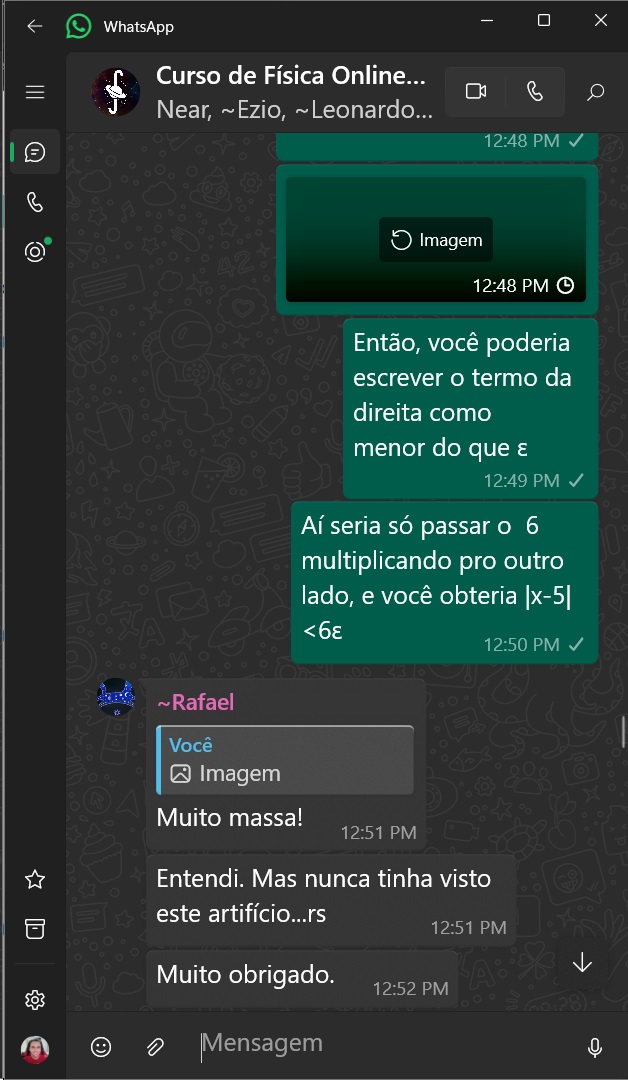 WhatsApp
Curso de Física Online...
Near, ~Ezio, ~Leonardo...
12:48 PM
Imagem
12:48 PM
Então, você poderia
escrever o termo da
direita como
menor do que ε
12:49 PM
Aí seria só passar o  6
multiplicando pro outro
lado, e você obteria |x-5|
<6ε
12:50 PM
~Rafael
Você
Imagem
Muito massa!
12:51 PM
Entendi. Mas nunca tinha visto
este artifício...rs
12:51 PM
Muito obrigado.
12:52 PM
Mensagem